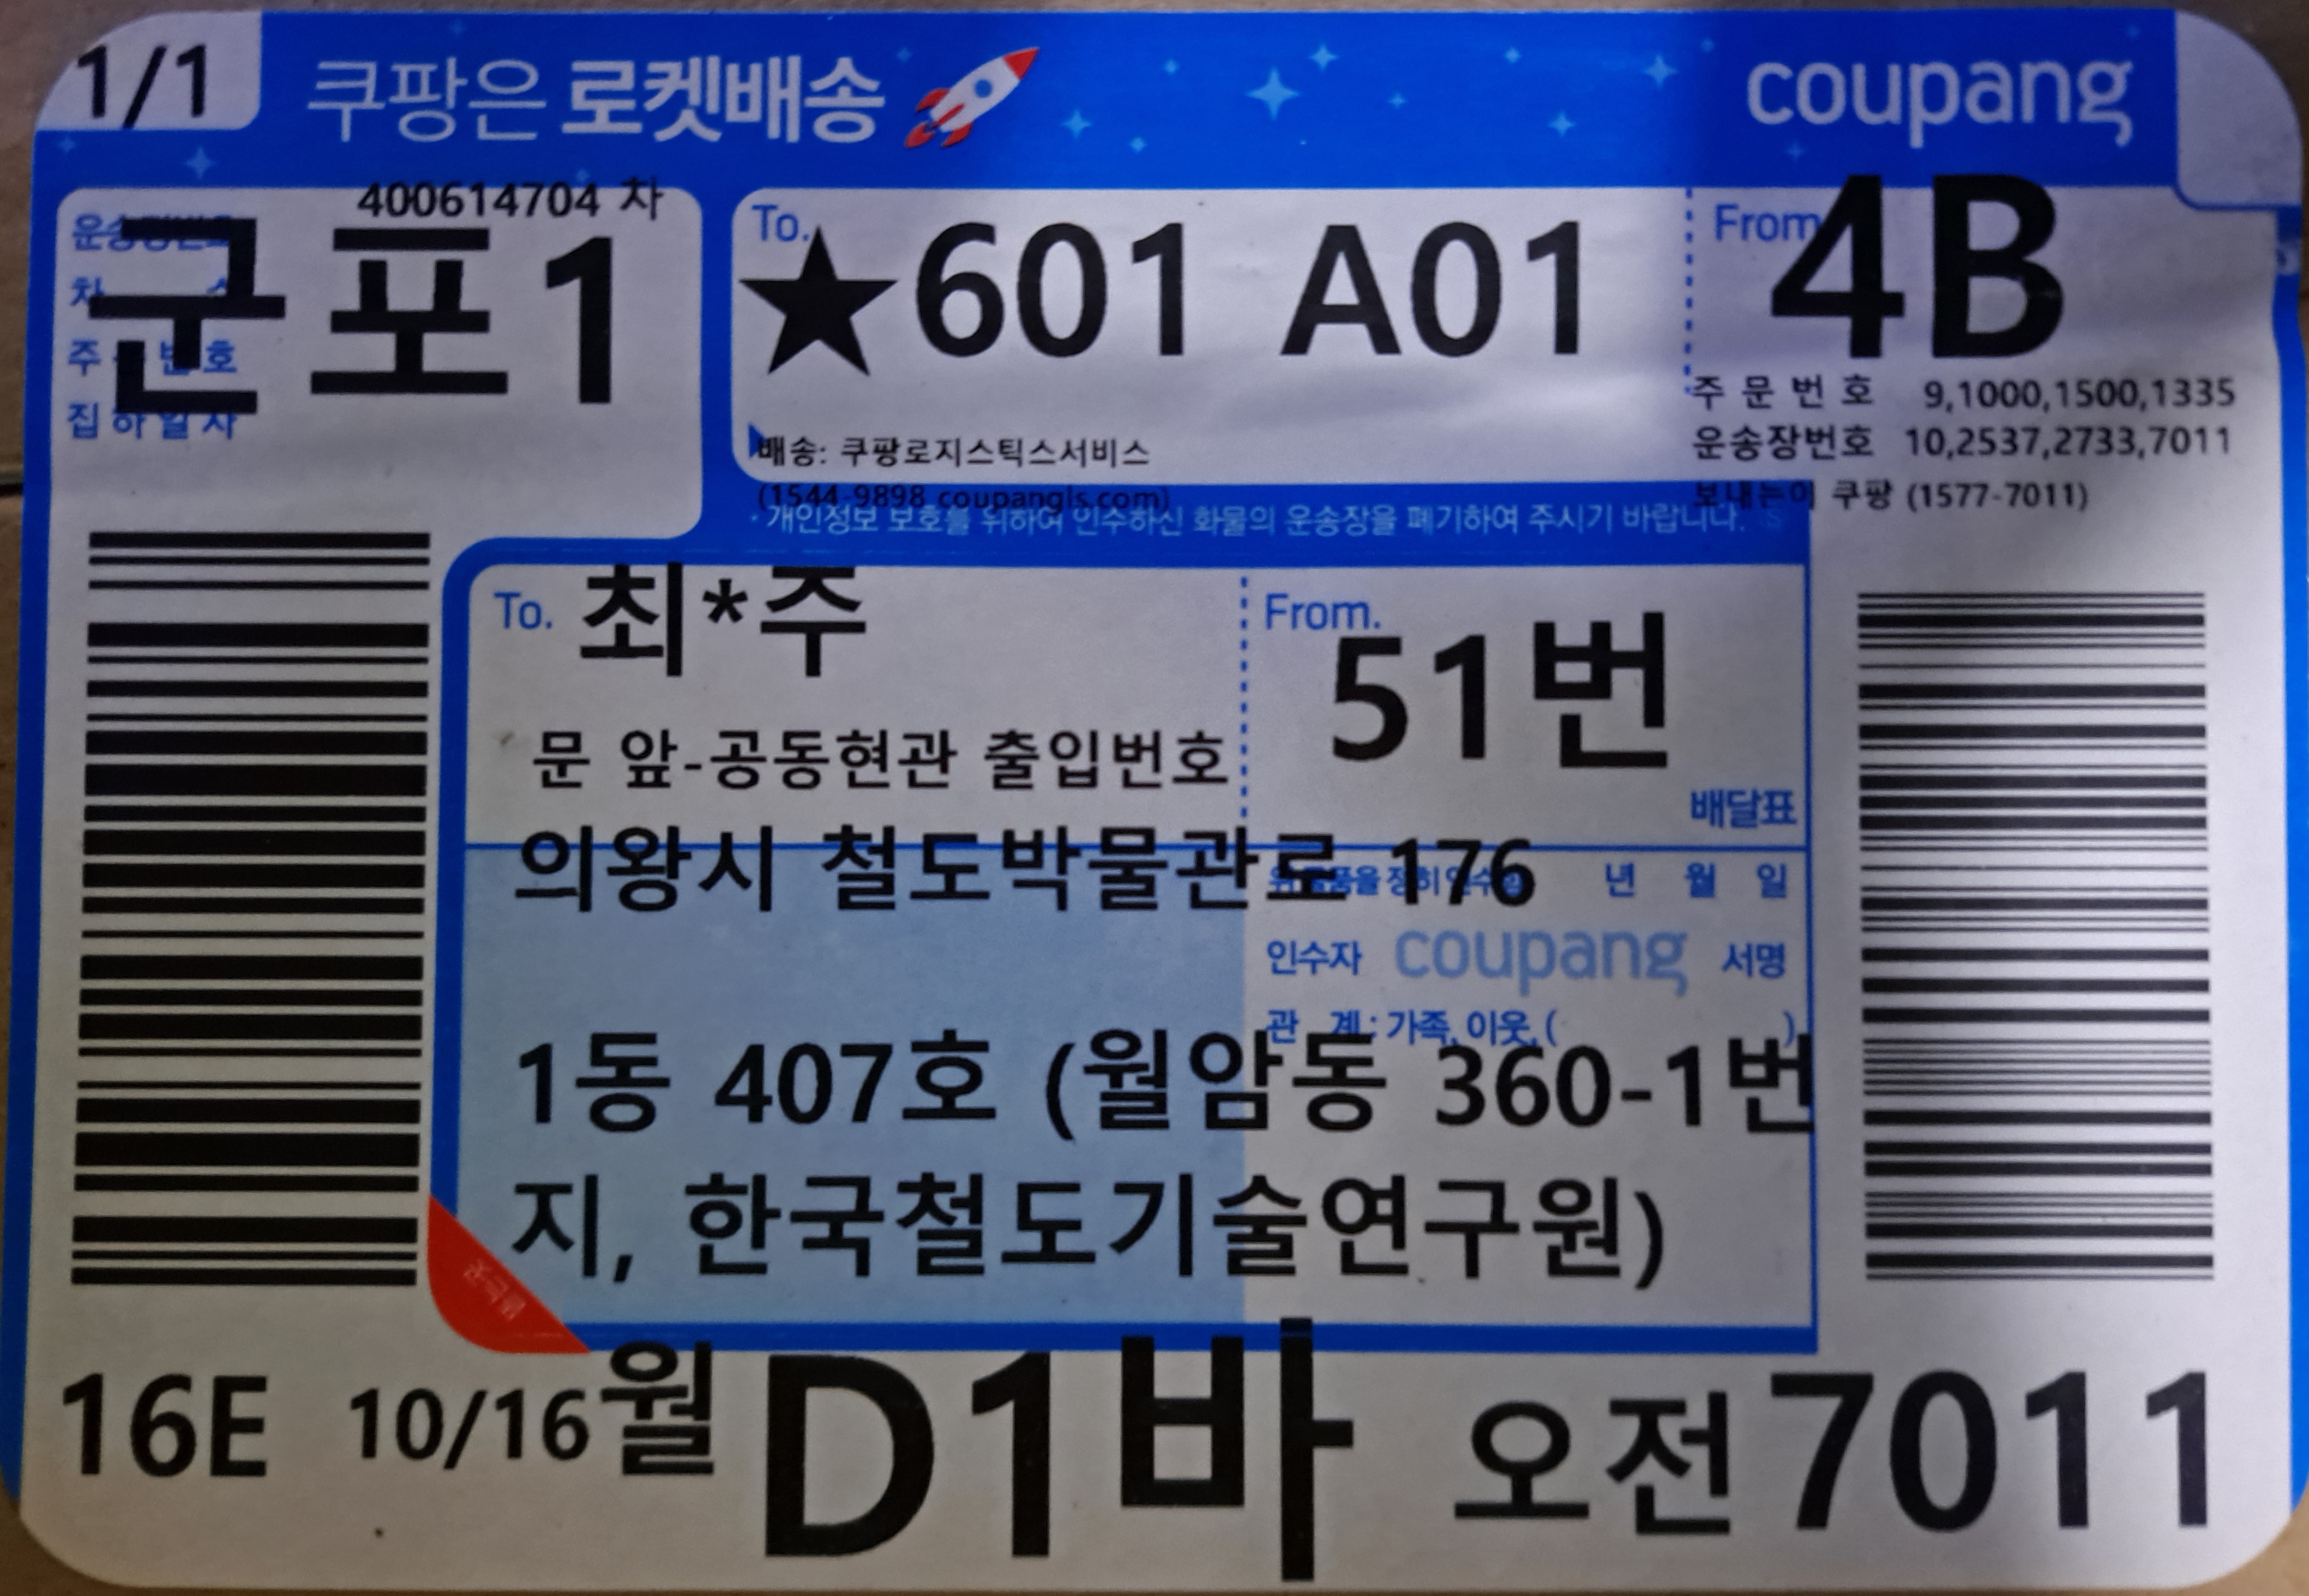 1/1
쿠팡은 로켓배송
coupang
400614704 차
운송장번호
군포1
주 번호
집하일자
To.
★601 A01
From
4B
주 문 번 호 9,1000,1500,1335
운송장번호 10,2537,2733,7011
보내는이 쿠팡 (1577-7011)
배송: 쿠팡로지스틱스서비스
(1544-9898 coupangls.com)
· 개인정보 보호를 위하여 인수하신 화물의 운송장을 폐기하여 주시기 바랍니다.
To. 최*주
From.
51번
문 앞-공동현관 출입번호
배달표
의왕시 철도박물관로 176
년 월 일
인수자 coupang 서명
관 계 : 가족, 이웃, ( )
1동 407호 (월암동 360-1번
지, 한국철도기술연구원)
16E 10/16 월 D1바 오전 7011